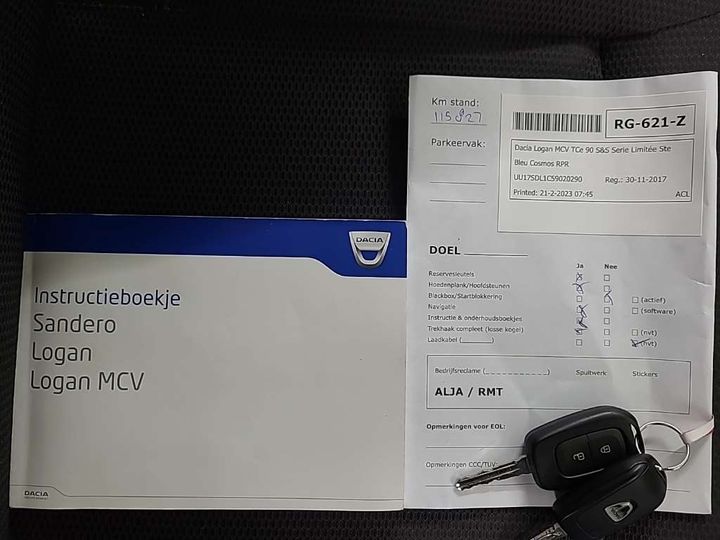 DACIA
Instructieboekje
Sandero
Logan
Logan MCV
DACIA
Km stand:
Parkeervak:
RG-621-Z
Dacia Logan MCV TCe 90 S&S Serie Limitée Ste
Bleu Cosmos RPR
UU17SDL1C59020290 Reg.: 30-11-2017
Printed: 21-2-2023 07:45 ACL
DOEL
Ja Nee
Reservesleutels
Hoedenplank/Hoofdsteunen
Blackbox/Startblokkering (actief)
Navigatie (software)
Instructie & onderhoudsboekjes
Trekhaak compleet (losse kogel) (nvt)
Laadkabel (______) (nvt)
Bedrijfsreclame (____________) Spuitwerk Stickers
ALJA / RMT
Opmerkingen voor EOL:
Opmerkingen CCC/TUV: